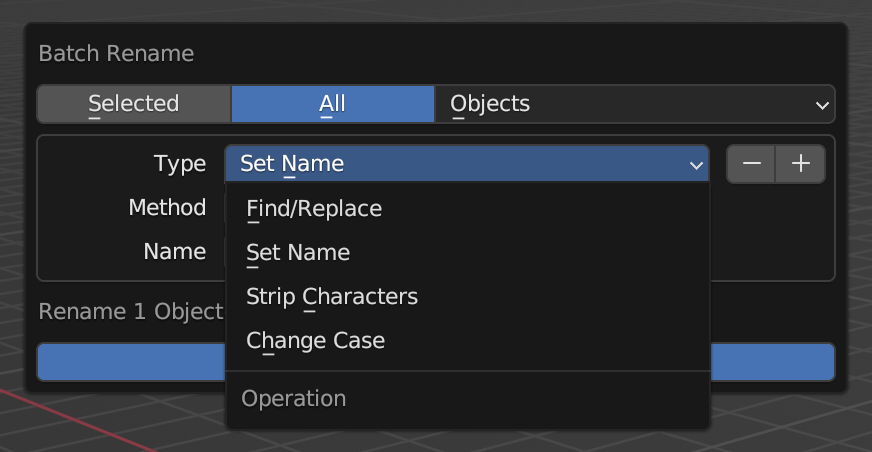 Batch Rename
Selected All Objects
Type Set Name
Method
Name
Find/Replace
Set Name
Strip Characters
Change Case
Operation
Rename 1 Object